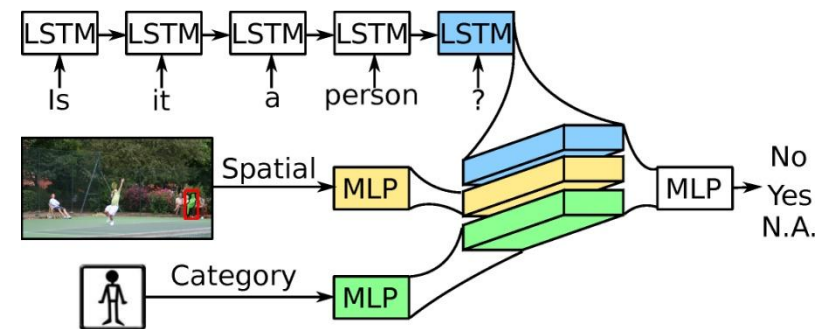 LSTM LSTM LSTM LSTM LSTM
Is it a person ?
Spatial
MLP
MLP
No
Yes
N.A.
Category
MLP